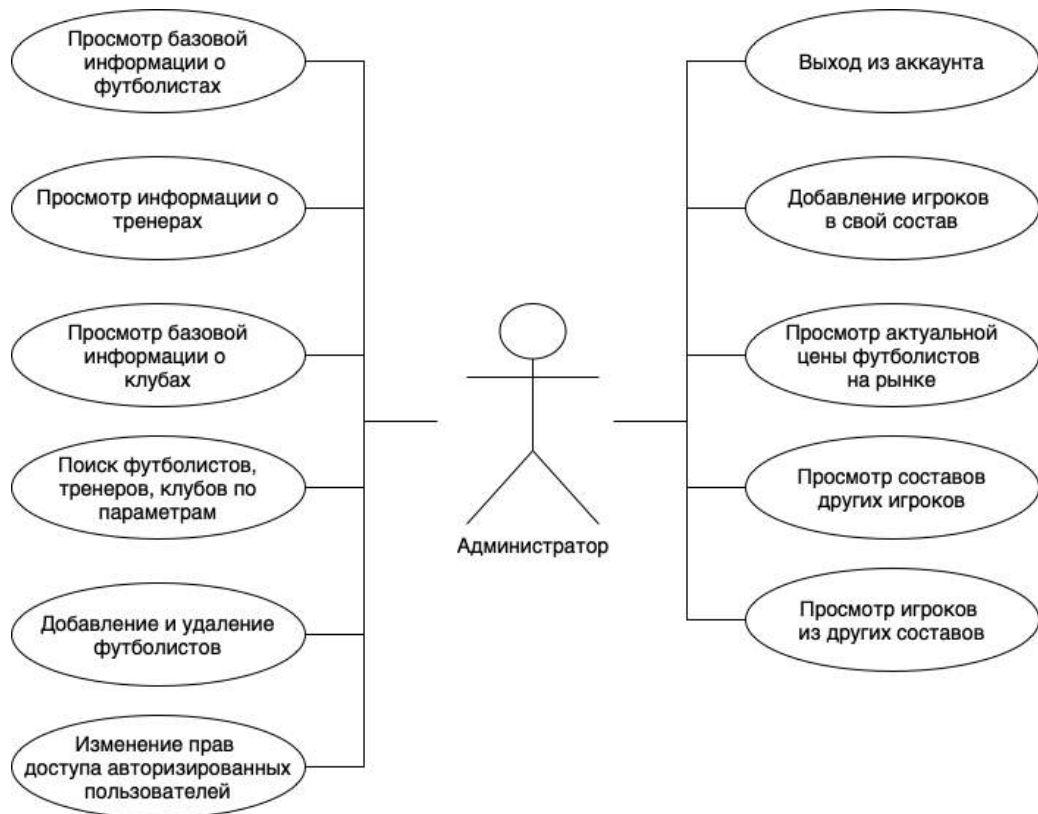 Просмотр базовой
информации о
футболистах
Просмотр информации о
тренерах
Просмотр базовой
информации о
клубах
Поиск футболистов,
тренеров, клубов по
параметрам
Добавление и удаление
футболистов
Изменение прав
доступа авторизированных
пользователей
Администратор
Выход из аккаунта
Добавление игроков
в свой состав
Просмотр актуальной
цены футболистов
на рынке
Просмотр составов
других игроков
Просмотр игроков
из других составов